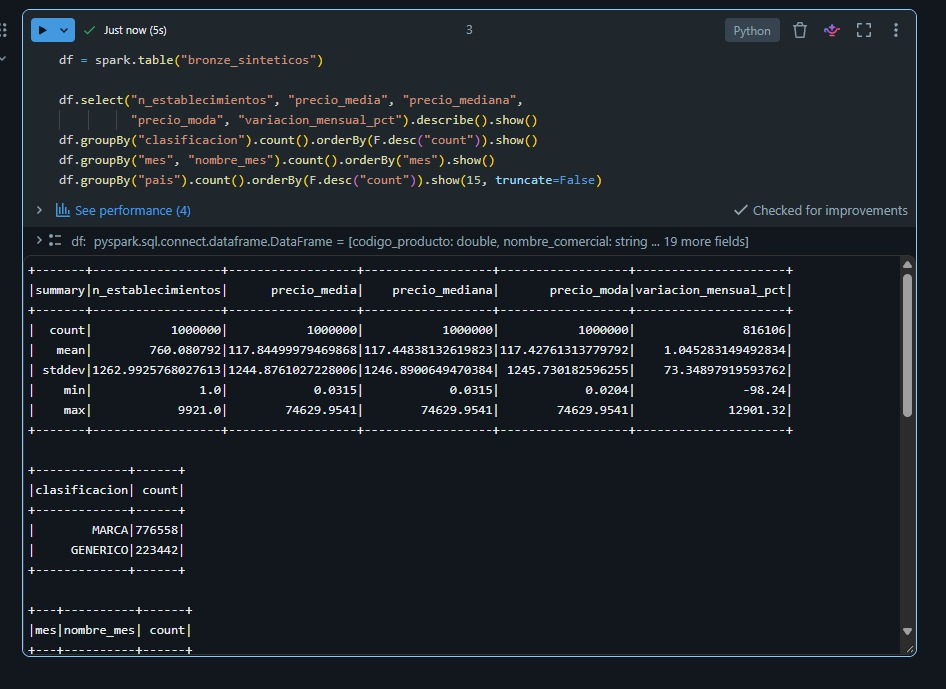 Just now (5s)
3
Python
df = spark.table("bronze_sinteticos")
df.select("n_establecimientos", "precio_media", "precio_mediana",
"precio_moda", "variacion_mensual_pct").describe().show()
df.groupBy("clasificacion").count().orderBy(F.desc("count")).show()
df.groupBy("mes", "nombre_mes").count().orderBy("mes").show()
df.groupBy("pais").count().orderBy(F.desc("count")).show(15, truncate=False)
See performance (4)
Checked for improvements
df: pyspark.sql.connect.dataframe.DataFrame = [codigo_producto: double, nombre_comercial: string ... 19 more fields]
+-------+------------------+------------------+------------------+------------------+---------------------+
|summary|n_establecimientos|      precio_media|    precio_mediana|       precio_moda|variacion_mensual_pct|
+-------+------------------+------------------+------------------+------------------+---------------------+
|  count|           1000000|           1000000|           1000000|           1000000|               816106|
|   mean|        760.080792|117.84499979469868|117.44838132619823|117.42761313779792|    1.045283149492834|
| stddev|1262.9925768027613|1244.8761027228006|1246.8900649470384| 1245.730182596255|    73.34897919593762|
|    min|               1.0|            0.0315|            0.0315|            0.0204|               -98.24|
|    max|            9921.0|        74629.9541|        74629.9541|        74629.9541|             12901.32|
+-------+------------------+------------------+------------------+------------------+---------------------+
+-------------+------+
|clasificacion| count|
+-------------+------+
|        MARCA|776558|
|     GENERICO|223442|
+-------------+------+
+---+----------+------+
|mes|nombre_mes| count|
+---+----------+------+